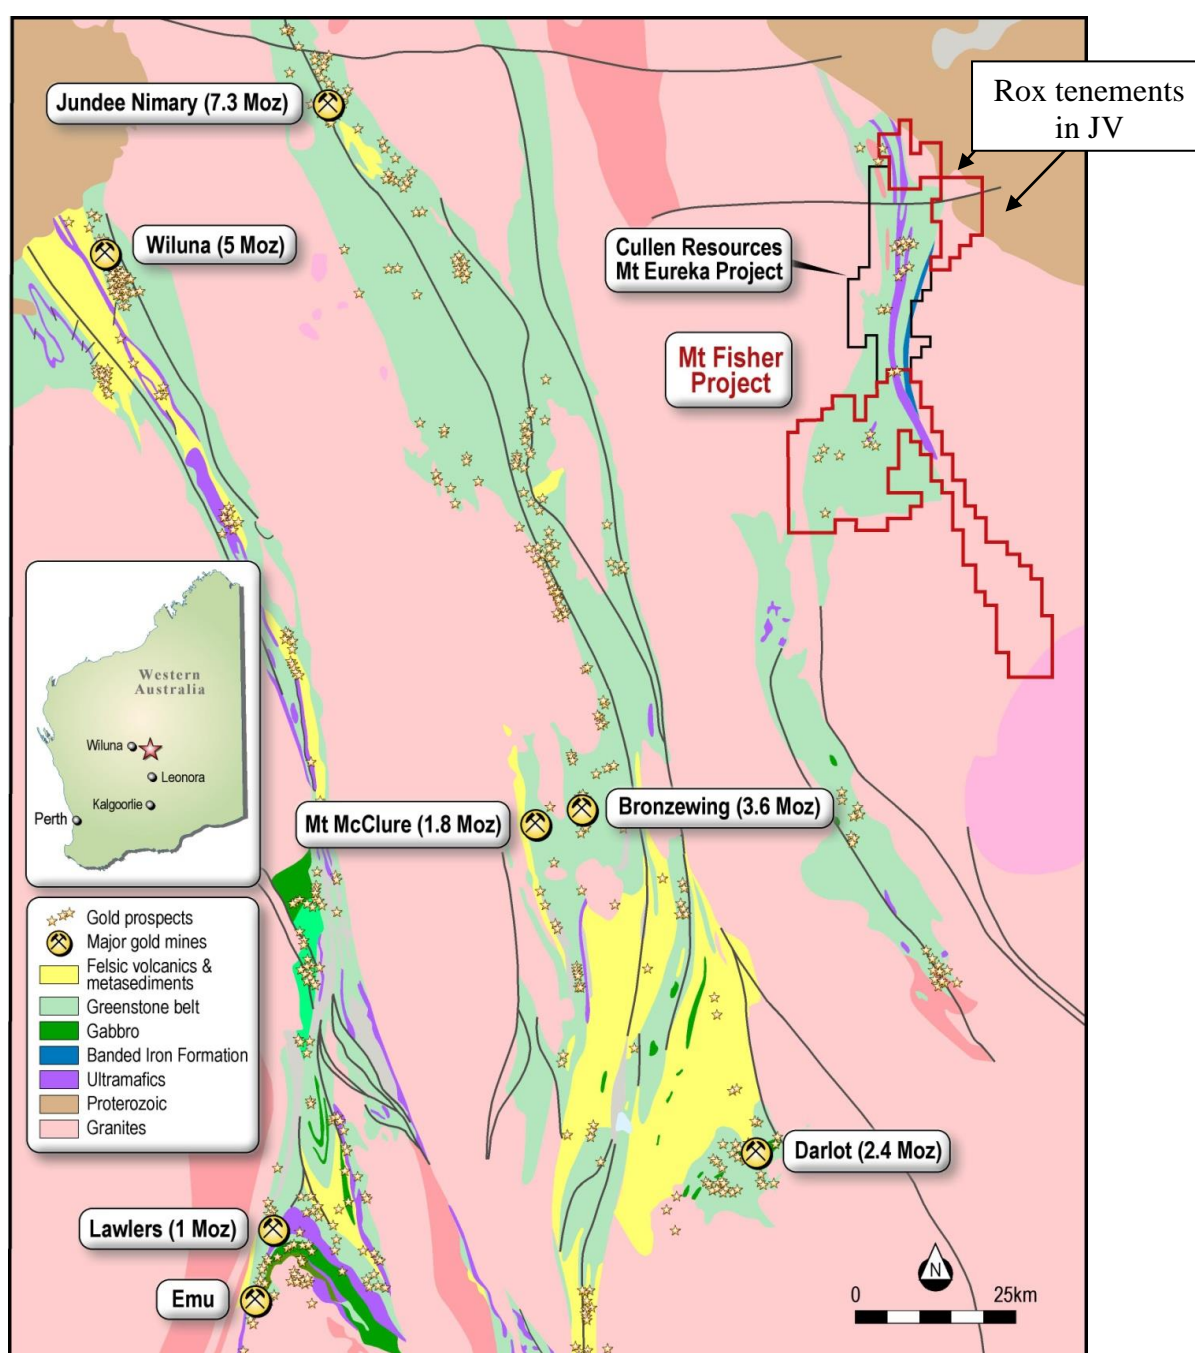 Rox tenements
in JV
Jundee Nimary (7.3 Moz)
Wiluna (5 Moz)
Cullen Resources
Mt Eureka Project
Mt Fisher
Project
Western
Australia
Wiluna
Leonora
Kalgoorlie
Perth
Mt McClure (1.8 Moz)
Bronzewing (3.6 Moz)
Gold prospects
Major gold mines
Felsic volcanics &
metasediments
Greenstone belt
Gabbro
Banded Iron Formation
Ultramafics
Proterozoic
Granites
Darlot (2.4 Moz)
Lawlers (1 Moz)
Emu
N
0 25km